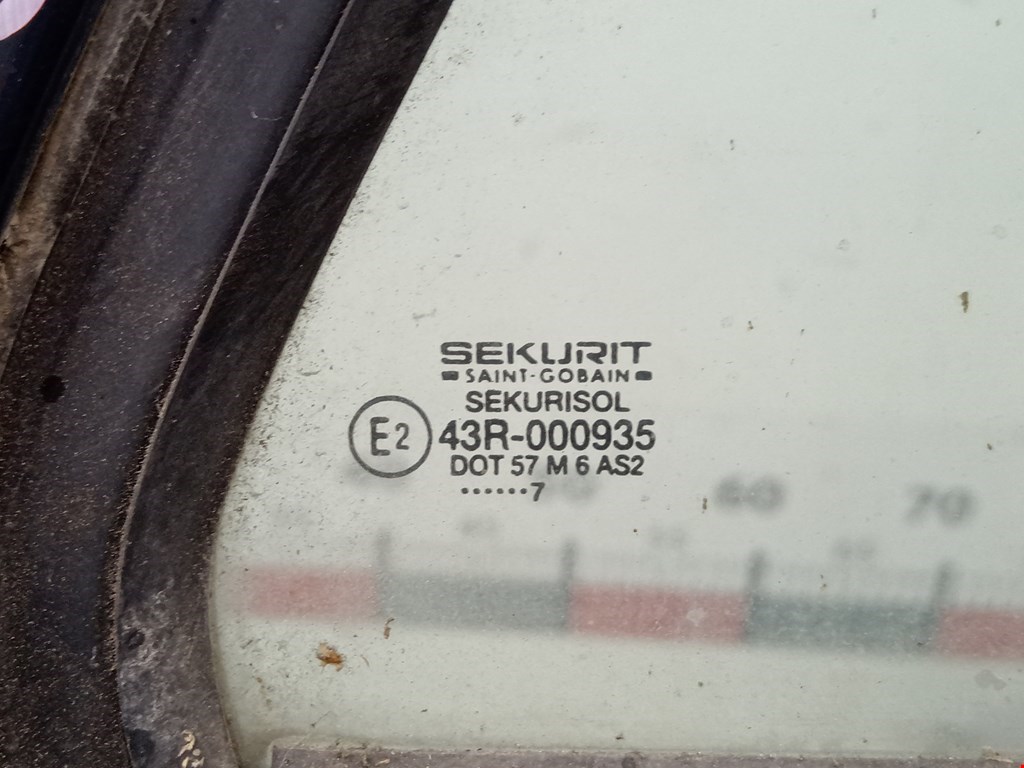 SEKURIT
SAINT-GOBAIN
SEKURISOL
E2 43R-000935
DOT 57 M 6 AS2
······7
60 70